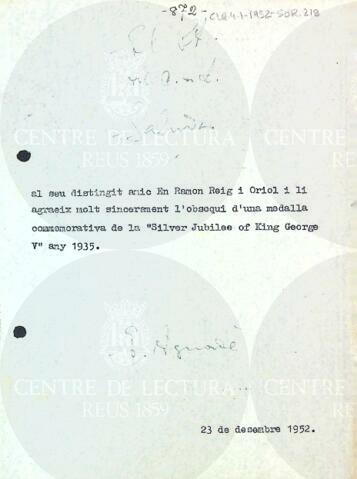 -872- CLQ-4-1-1952-SOR.218
CENTRE DE LECTURA
REUS 1859
al seu distingit amic En Ramon Reig i Oriol i li
agraeix molt sincerament l'obsequi d'una medalla
commemorativa de la "Silver Jubilee of King George
V" any 1935.
CENTRE DE LECTURA
REUS 1859
23 de desembre 1952.